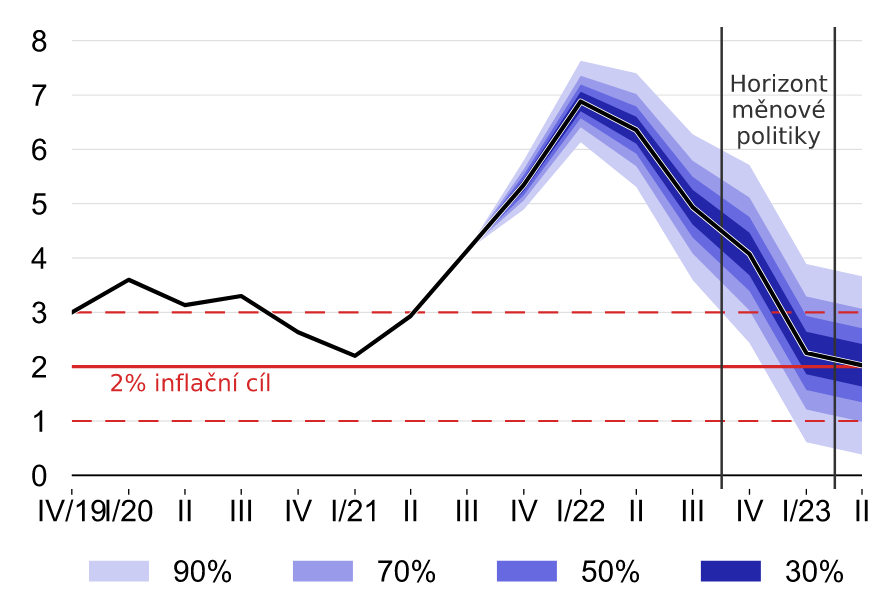 8
7
6
5
4
3
2
1
0
Horizont
měnové
politiky
2% inflační cíl
IV/19 I/20 II III IV I/21 II III IV I/22 II III IV I/23 II
90% 70% 50% 30%